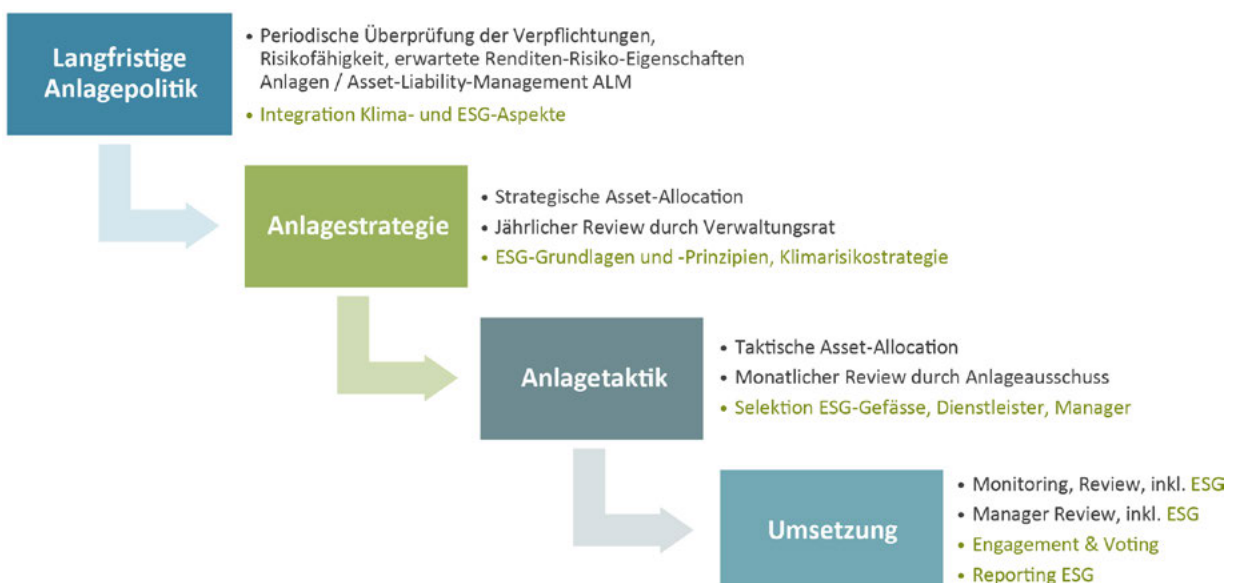 Langfristige
Anlagepolitik
• Periodische Überprüfung der Verpflichtungen,
Risikofähigkeit, erwartete Renditen-Risiko-Eigenschaften
Anlagen / Asset-Liability-Management ALM
• Integration Klima- und ESG-Aspekte
Anlagestrategie
• Strategische Asset-Allocation
• Jährlicher Review durch Verwaltungsrat
• ESG-Grundlagen und -Prinzipien, Klimarisikostrategie
Anlagetaktik
• Taktische Asset-Allocation
• Monatlicher Review durch Anlageausschuss
• Selektion ESG-Gefässe, Dienstleister, Manager
Umsetzung
• Monitoring, Review, inkl. ESG
• Manager Review, inkl. ESG
• Engagement & Voting
• Reporting ESG